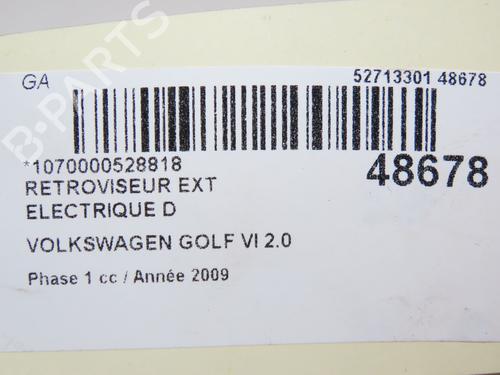 GA
52713301 48678
*1070000528818
48678
RETROVISEUR EXT
ELECTRIQUE D
VOLKSWAGEN GOLF VI 2.0
Phase 1 cc / Année 2009
B-PARTS